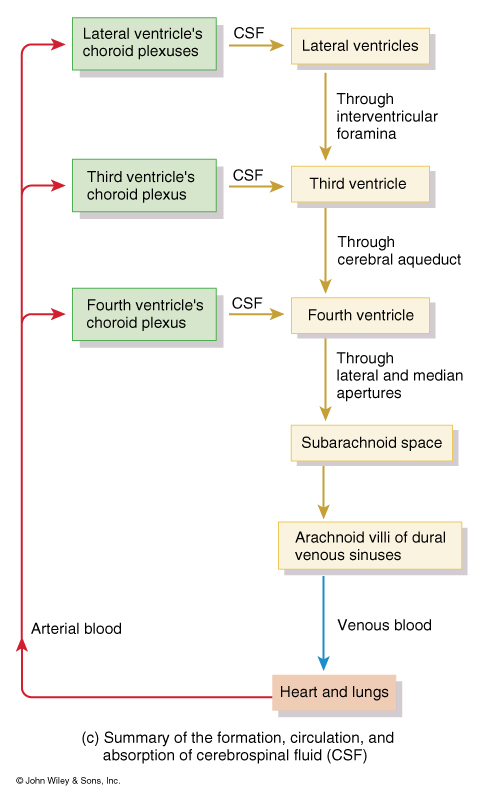 Lateral ventricle's
choroid plexuses
CSF
Lateral ventricles
Through
interventricular
foramina
Third ventricle's
choroid plexus
CSF
Third ventricle
Through
cerebral aqueduct
Fourth ventricle's
choroid plexus
CSF
Fourth ventricle
Through
lateral and median
apertures
Subarachnoid space
Arachnoid villi of dural
venous sinuses
Arterial blood
Venous blood
Heart and lungs
(c) Summary of the formation, circulation, and
absorption of cerebrospinal fluid (CSF)
© John Wiley & Sons, Inc.